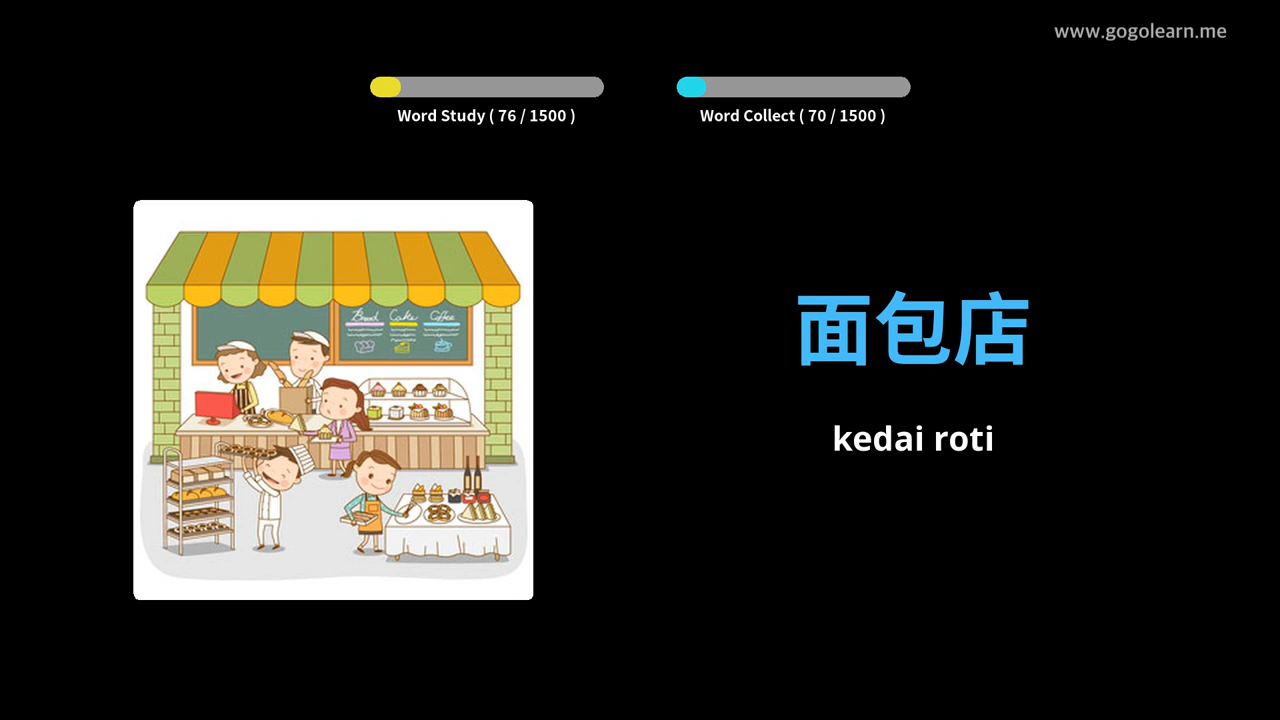 www.gogolearn.me
Word Study ( 76 / 1500 )
Word Collect ( 70 / 1500 )
Bread Cake Coffee
面包店
kedai roti